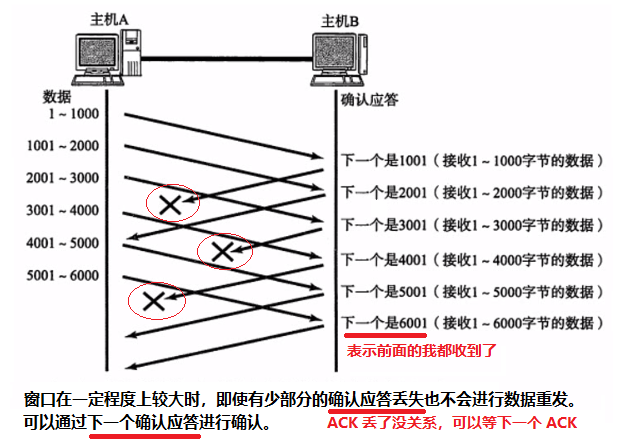 主机A
主机B
数据
确认应答
1～1000
1001～2000
2001～3000
3001～4000
4001～5000
5001～6000
下一个是1001（接收1～1000字节的数据）
下一个是2001（接收1～2000字节的数据）
下一个是3001（接收1～3000字节的数据）
下一个是4001（接收1～4000字节的数据）
下一个是5001（接收1～5000字节的数据）
下一个是6001（接收1～6000字节的数据）
表示前面的我都收到了
窗口在一定程度上较大时，即使有少部分的确认应答丢失也不会进行数据重发。
可以通过下一个确认应答进行确认。
ACK 丢了没关系，可以等下一个 ACK